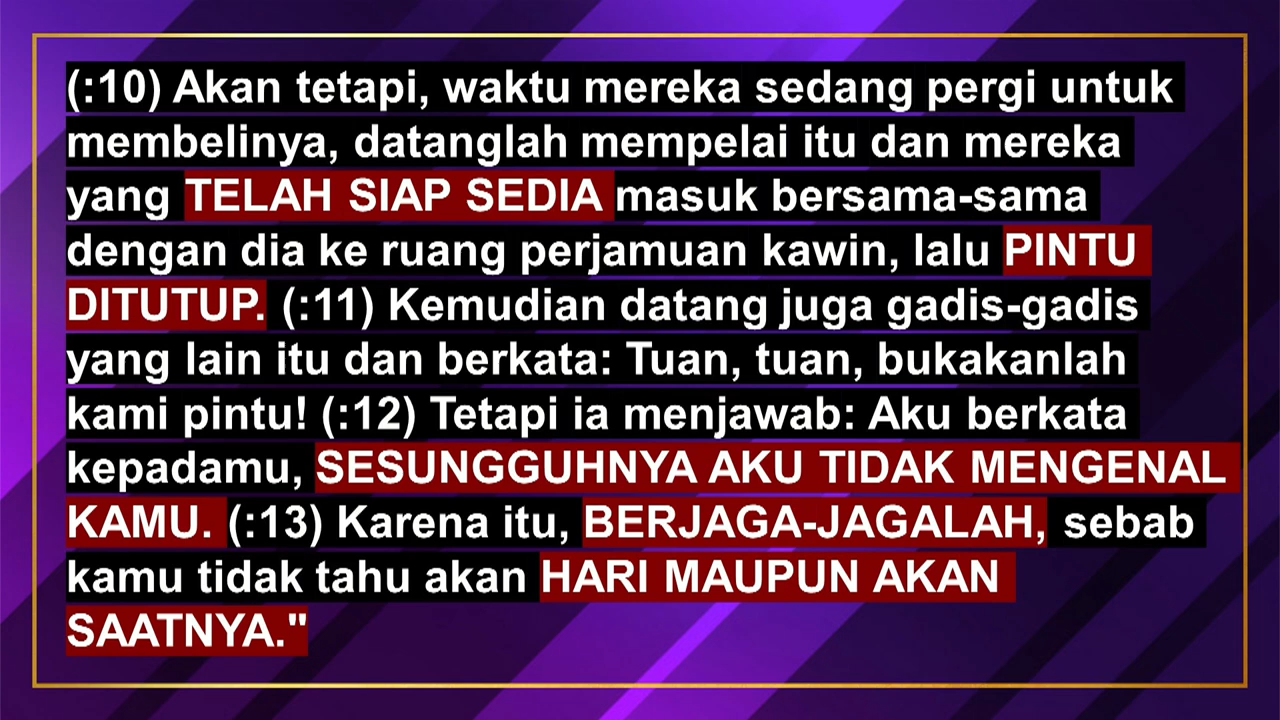 (:10) Akan tetapi, waktu mereka sedang pergi untuk
membelinya, datanglah mempelai itu dan mereka
yang TELAH SIAP SEDIA masuk bersama-sama
dengan dia ke ruang perjamuan kawin, lalu PINTU
DITUTUP. (:11) Kemudian datang juga gadis-gadis
yang lain itu dan berkata: Tuan, tuan, bukakanlah
kami pintu! (:12) Tetapi ia menjawab: Aku berkata
kepadamu, SESUNGGUHNYA AKU TIDAK MENGENAL
KAMU. (:13) Karena itu, BERJAGA-JAGALAH, sebab
kamu tidak tahu akan HARI MAUPUN AKAN
SAATNYA."